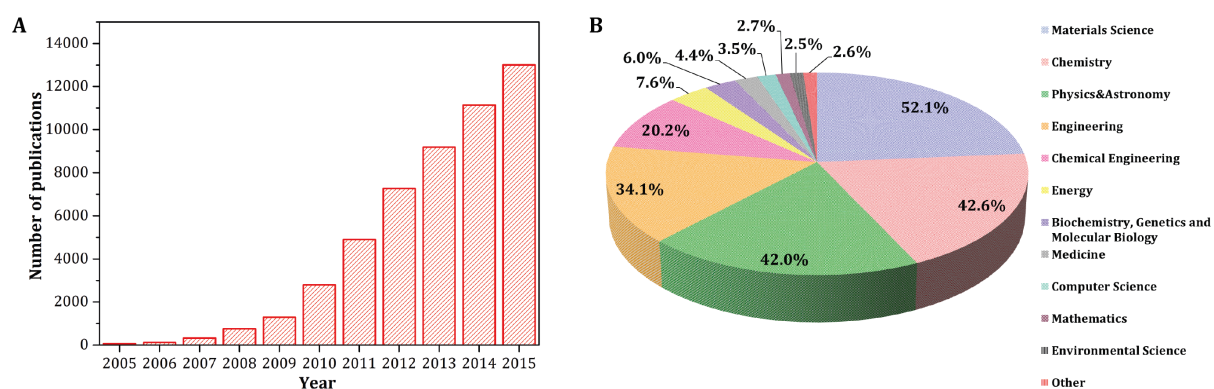 A
14000
12000
10000
8000
6000
4000
2000
0
Number of publications
2005 2006 2007 2008 2009 2010 2011 2012 2013 2014 2015
Year
B
52.1%
42.6%
42.0%
34.1%
20.2%
7.6%
6.0%
4.4%
3.5%
2.7%
2.5%
2.6%
Materials Science
Chemistry
Physics&Astronomy
Engineering
Chemical Engineering
Energy
Biochemistry, Genetics and
Molecular Biology
Medicine
Computer Science
Mathematics
Environmental Science
Other